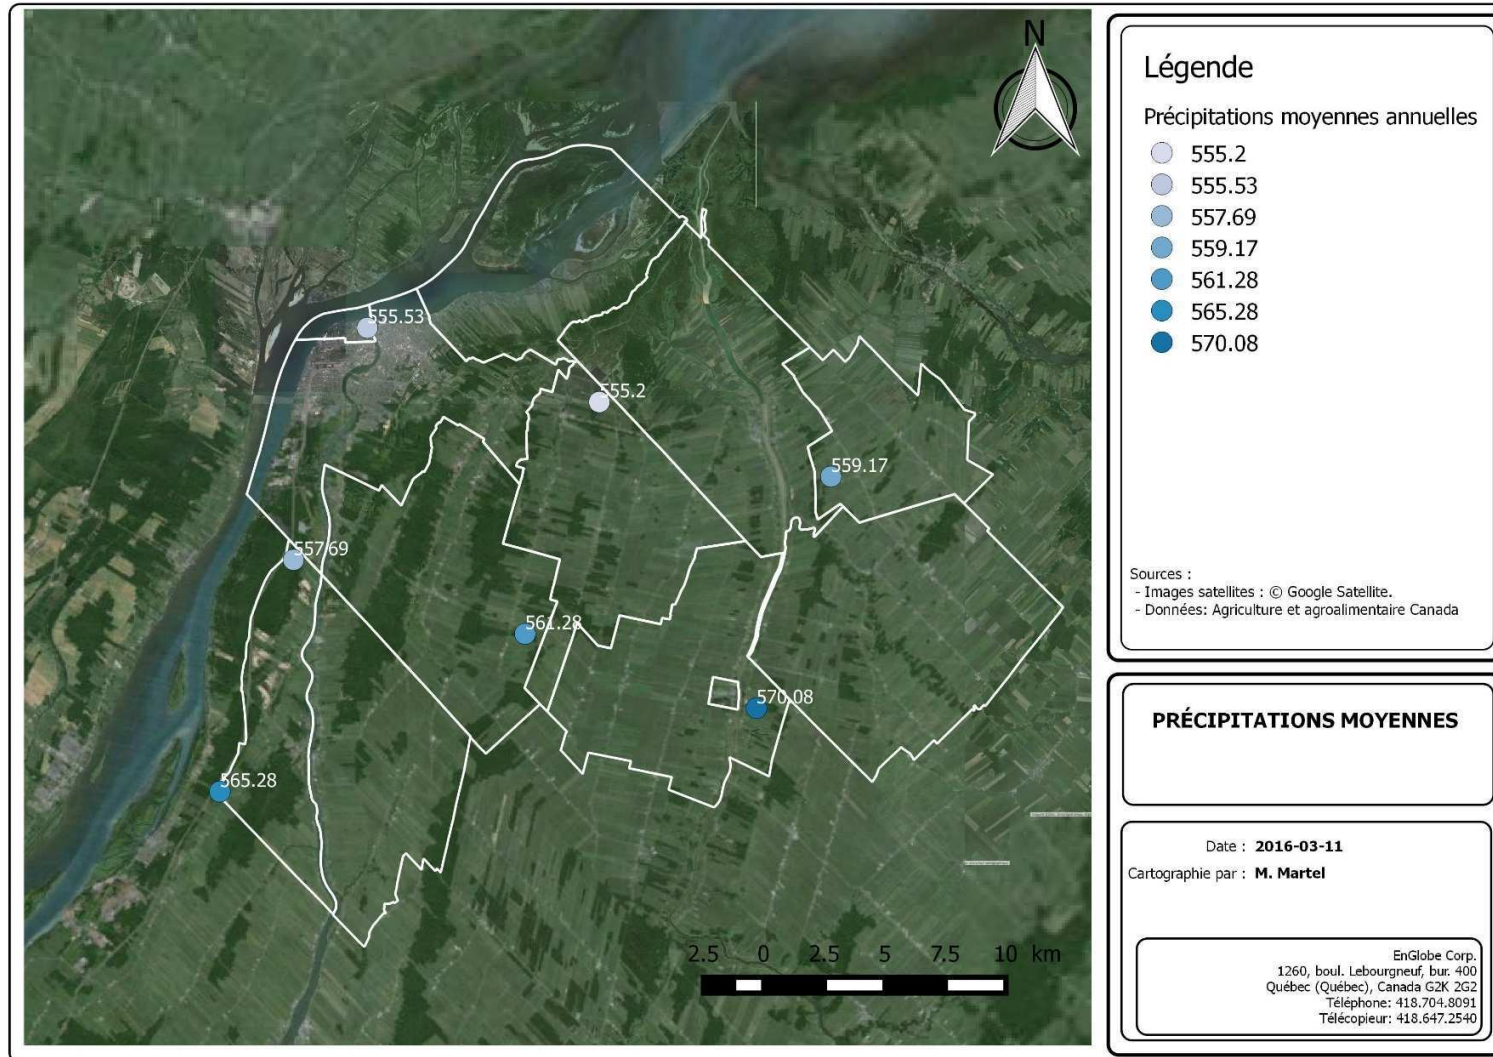 N
555.53
555.2
559.17
557.69
561.28
570.08
565.28
2.5 0 2.5 5 7.5 10 km
Légende
Précipitations moyennes annuelles
555.2
555.53
557.69
559.17
561.28
565.28
570.08
Sources :
- Images satellites : © Google Satellite.
- Données: Agriculture et agroalimentaire Canada
PRÉCIPITATIONS MOYENNES
Date : 2016-03-11
Cartographie par : M. Martel
EnGlobe Corp.
1260, boul. Lebourgneuf, bur. 400
Québec (Québec), Canada G2K 2G2
Téléphone: 418.704.8091
Télécopieur: 418.647.2540